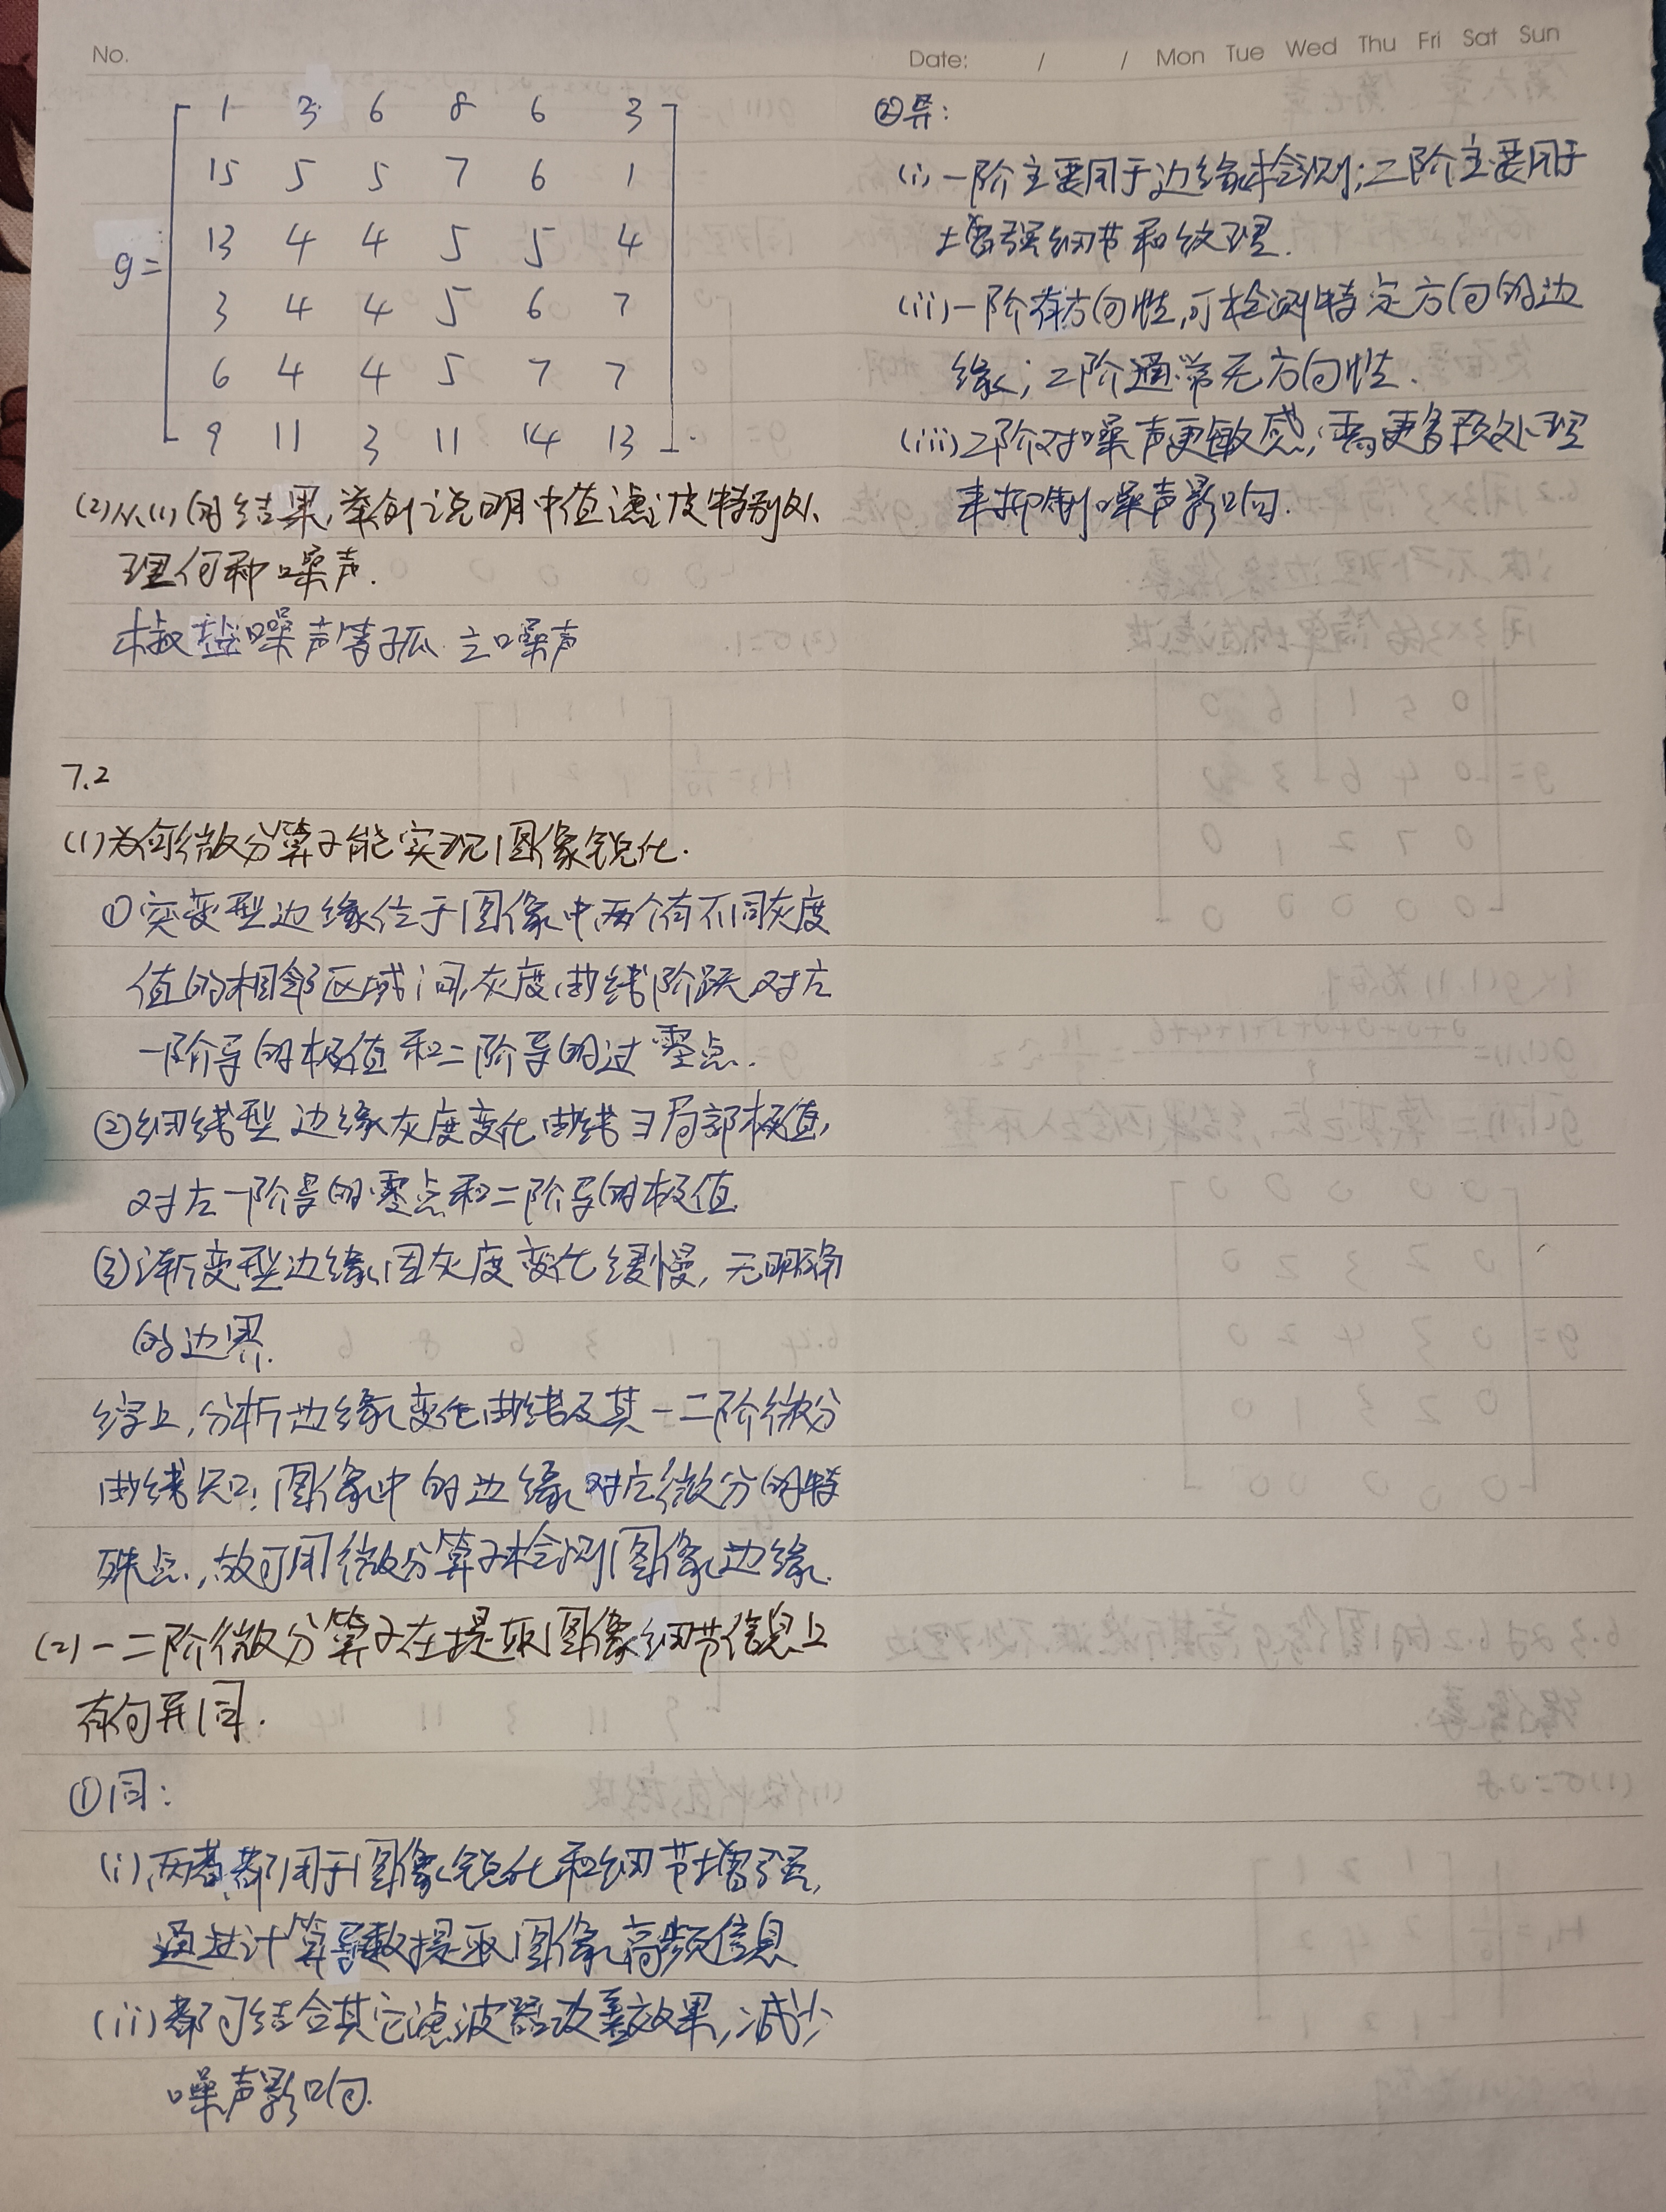 No.
Date: / / Mon Tue Wed Thu Fri Sat Sun
1 3 6 8 6 3
15 5 5 7 6 1
13 4 4 5 5 4
g=
3 4 4 5 6 7
6 4 4 5 7 7
9 11 3 11 14 13
(2)从(1)的结果,举例说明中值滤波特别处
理何种噪声.
椒盐噪声等孤立噪声
7.2
(1)为何微分算子能实现图像锐化.
①突变型边缘位于图像中两个有不同灰度
值的相邻区域间,灰度曲线阶跃对应
一阶导的极值和二阶导的过零点.
②细线型边缘灰度变化曲线∃局部极值,
对应一阶导的零点和二阶导的极值.
③渐变型边缘,因灰度变化缓慢,无明确
的边界.
综上,分析边缘变化曲线及其一二阶微分
曲线知:图像中的边缘对应微分的特
殊点,故可用微分算子检测图像边缘.
(2)一二阶微分算子在提取图像细节信息上
有何异同.
①同:
(i)两者都用于图像锐化和细节增强,
通过计算导数提取图像高频信息.
(ii)都可结合其它滤波器改善效果,减少
噪声影响.
②异:
(i)一阶主要用于边缘检测;二阶主要用于
增强细节和纹理.
(ii)一阶有方向性,可检测特定方向的边
缘;二阶通常无方向性.
(iii)二阶对噪声更敏感,需更多预处理
来抑制噪声影响.